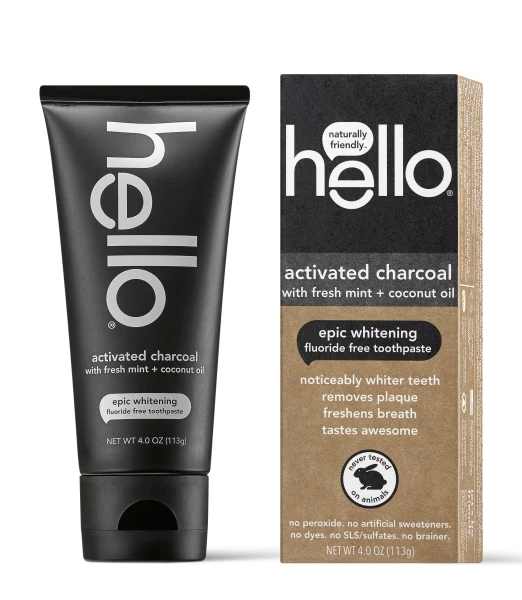 hello®
activated charcoal
with fresh mint + coconut oil
epic whitening
fluoride free toothpaste
NET WT 4.0 OZ (113g)
naturally
friendly™
hello®
activated charcoal
with fresh mint + coconut oil
epic whitening
fluoride free toothpaste
noticeably whiter teeth
removes plaque
freshens breath
tastes awesome
never tested
on animals
no peroxide. no artificial sweeteners.
no dyes. no SLS/sulfates. no brainer.
NET WT 4.0 OZ (113g)